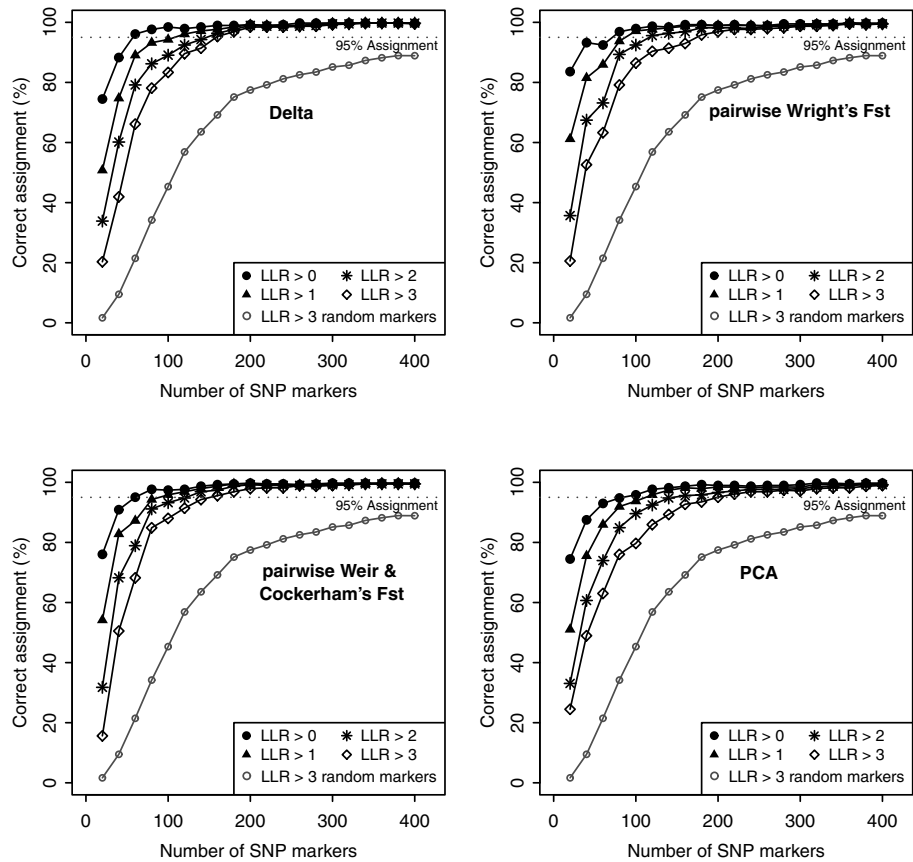 Correct assignment (%)
0 20 40 60 80 100
95% Assignment
Delta
LLR > 0 LLR > 2
LLR > 1 LLR > 3
LLR > 3 random markers
0 100 200 300 400
Number of SNP markers
Correct assignment (%)
0 20 40 60 80 100
95% Assignment
pairwise Wright's Fst
LLR > 0 LLR > 2
LLR > 1 LLR > 3
LLR > 3 random markers
0 100 200 300 400
Number of SNP markers
Correct assignment (%)
0 20 40 60 80 100
95% Assignment
pairwise Weir &
Cockerham's Fst
LLR > 0 LLR > 2
LLR > 1 LLR > 3
LLR > 3 random markers
0 100 200 300 400
Number of SNP markers
Correct assignment (%)
0 20 40 60 80 100
95% Assignment
PCA
LLR > 0 LLR > 2
LLR > 1 LLR > 3
LLR > 3 random markers
0 100 200 300 400
Number of SNP markers